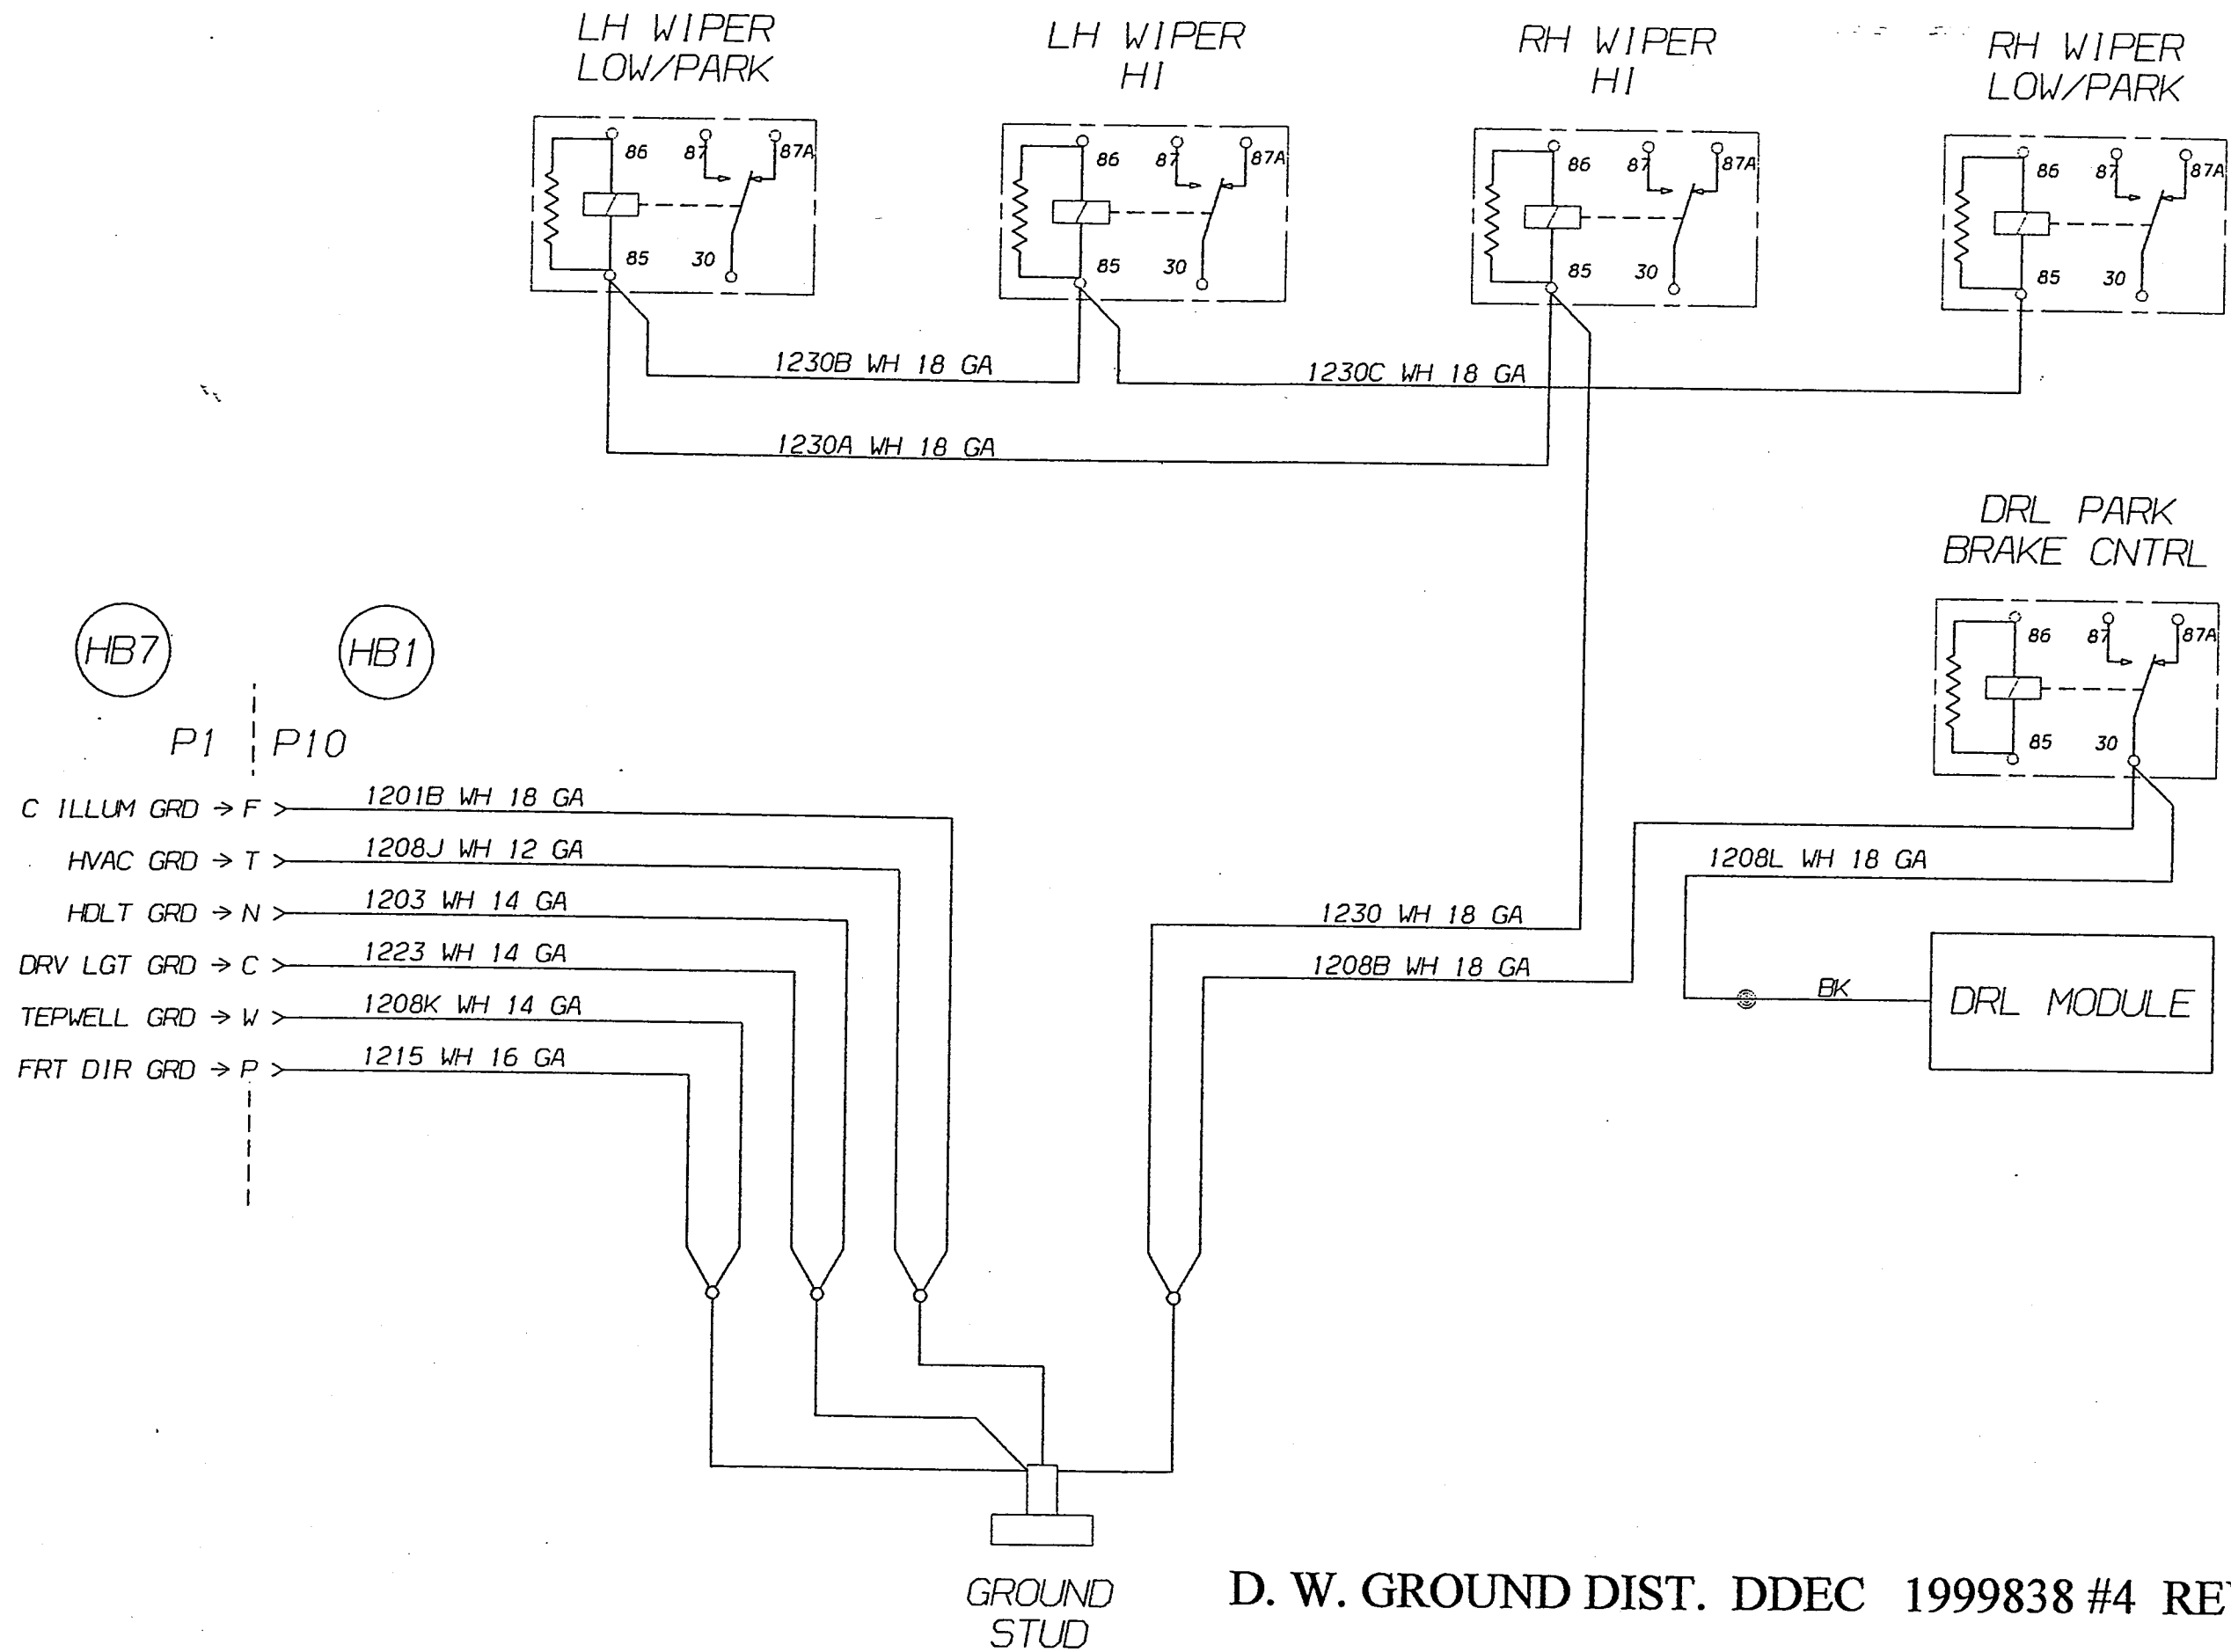 LH WIPER
LOW/PARK
LH WIPER
HI
RH WIPER
HI
RH WIPER
LOW/PARK
86 87 87A
85 30
86 87 87A
85 30
86 87 87A
85 30
86 87 87A
85 30
1230B WH 18 GA
1230C WH 18 GA
1230A WH 18 GA
DRL PARK
BRAKE CNTRL
86 87 87A
85 30
HB7
HB1
P1
P10
C ILLUM GRD → F > 1201B WH 18 GA
HVAC GRD → T > 1208J WH 12 GA
HDLT GRD → N > 1203 WH 14 GA
DRV LGT GRD → C > 1223 WH 14 GA
TEPWELL GRD → W > 1208K WH 14 GA
FRT DIR GRD → P > 1215 WH 16 GA
1208L WH 18 GA
1230 WH 18 GA
1208B WH 18 GA
BK
DRL MODULE
GROUND
STUD
D. W. GROUND DIST. DDEC 1999838 #4 RE